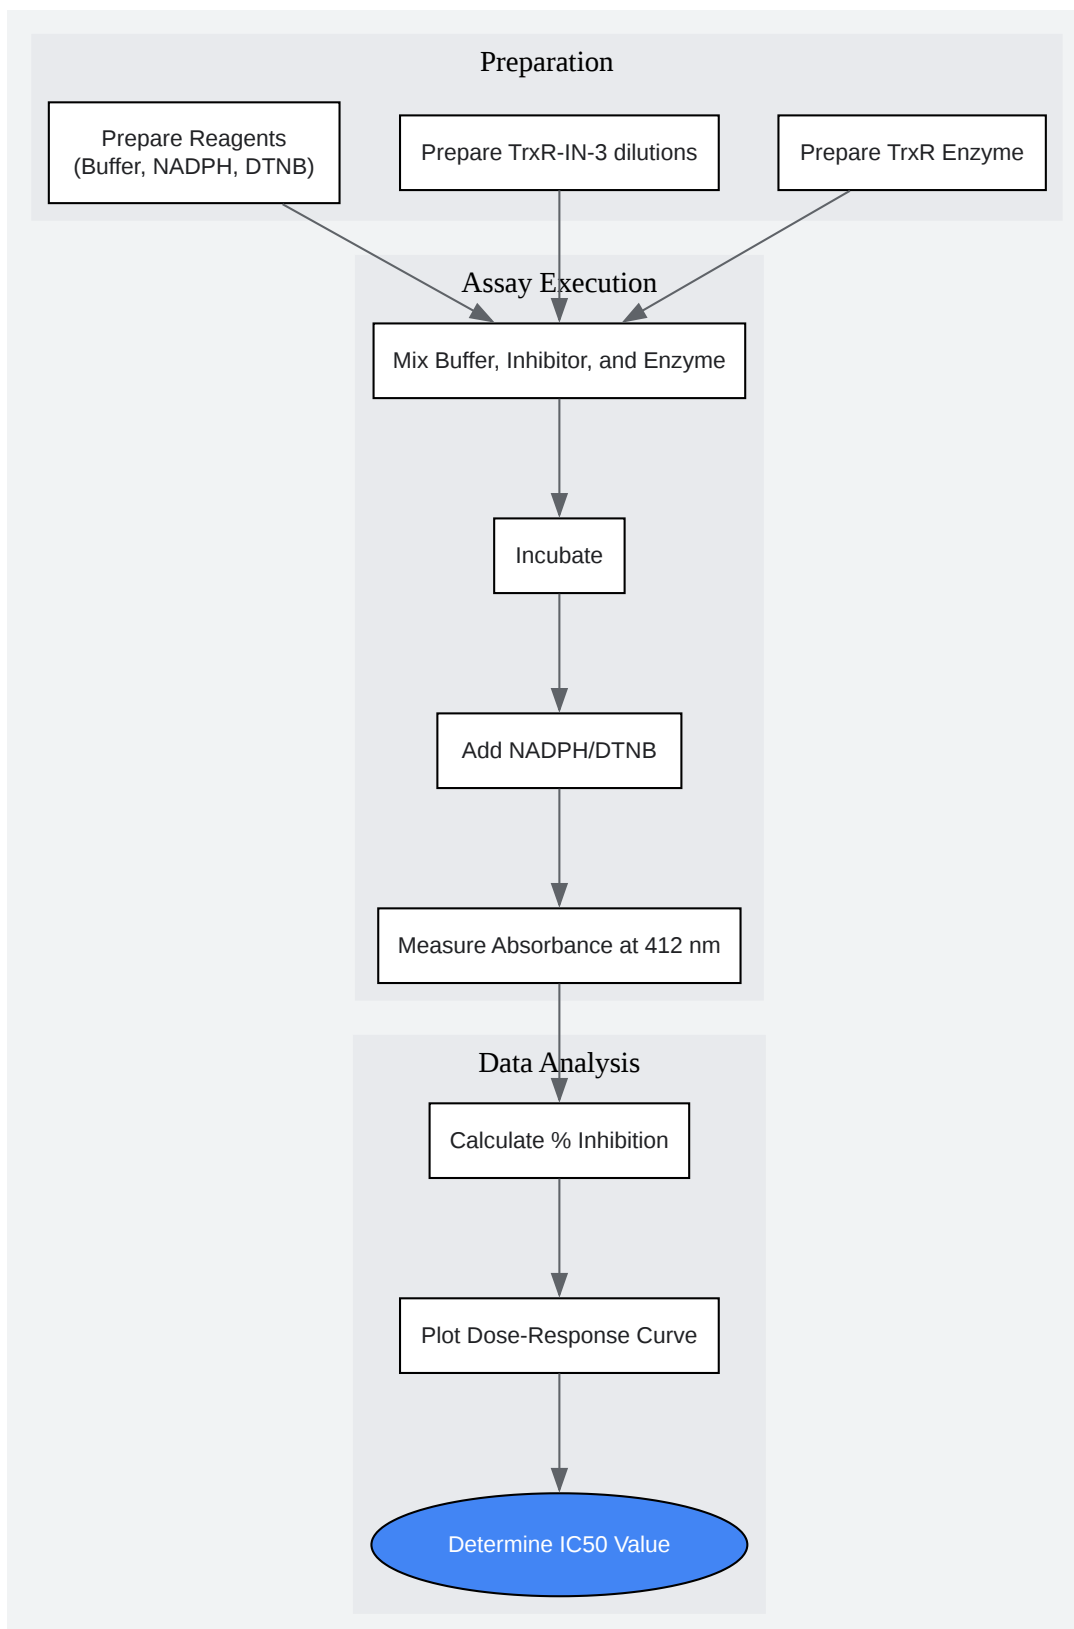 Preparation
Prepare Reagents
(Buffer, NADPH, DTNB)
Prepare TrxR-IN-3 dilutions
Prepare TrxR Enzyme
Assay Execution
Mix Buffer, Inhibitor, and Enzyme
Incubate
Add NADPH/DTNB
Measure Absorbance at 412 nm
Data Analysis
Calculate % Inhibition
Plot Dose-Response Curve
Determine IC50 Value